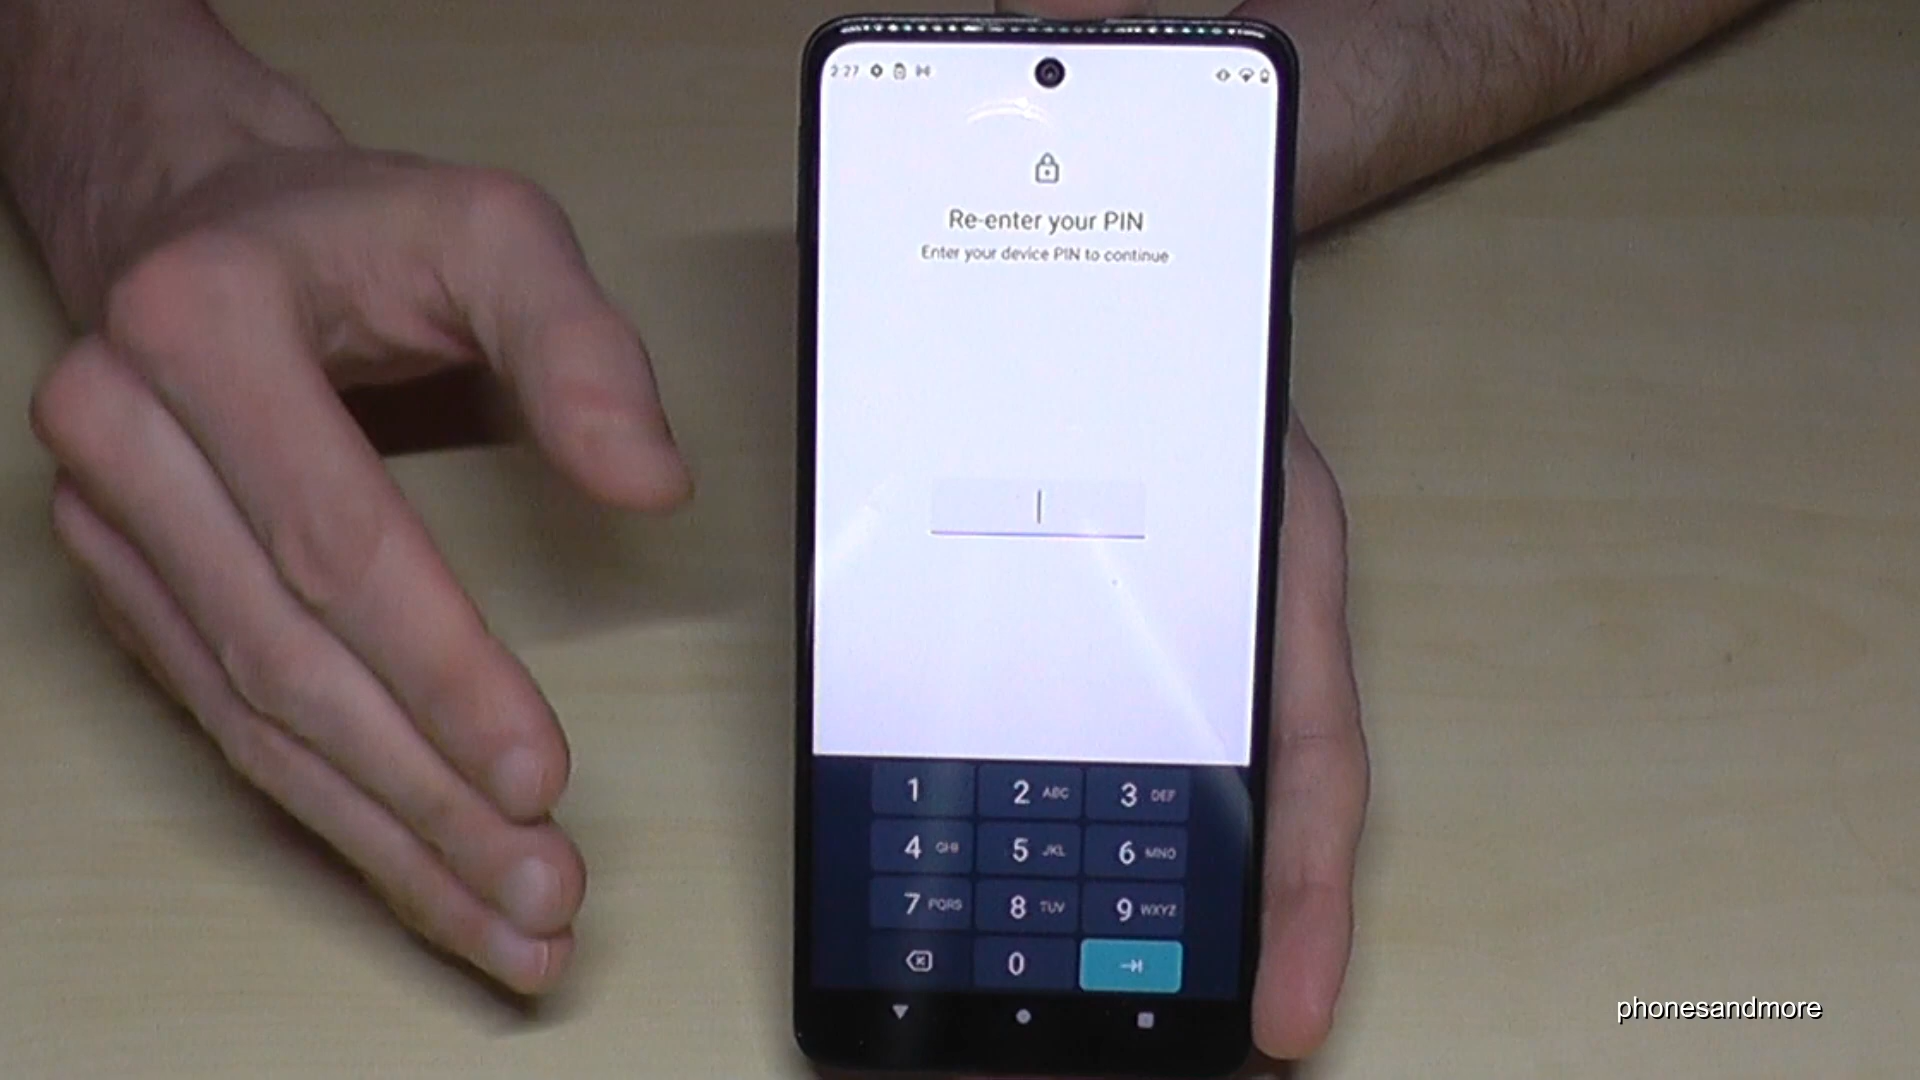 2:27
Re-enter your PIN
Enter your device PIN to continue
1
2 ABC
3 DEF
4 GHI
5 JKL
6 MNO
7 PQRS
8 TUV
9 WXYZ
0
phonesandmore